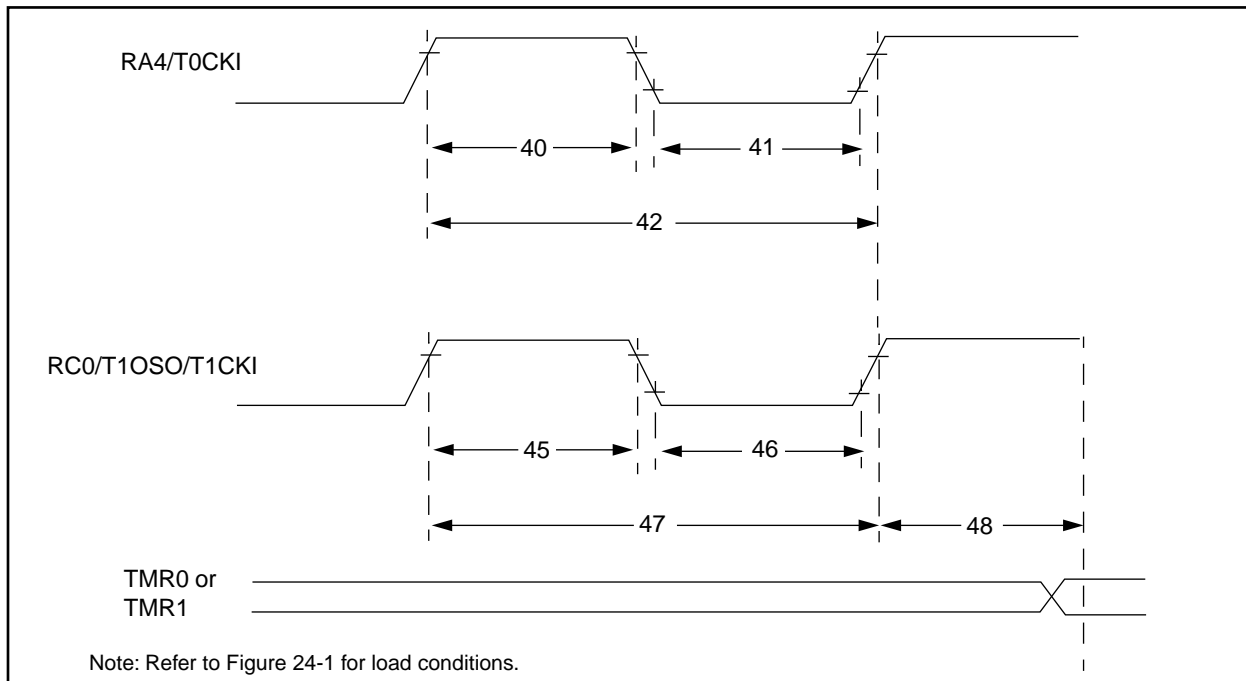 RA4/T0CKI
40
41
42
RC0/T1OSO/T1CKI
45
46
47
48
TMR0 or
TMR1
Note: Refer to Figure 24-1 for load conditions.